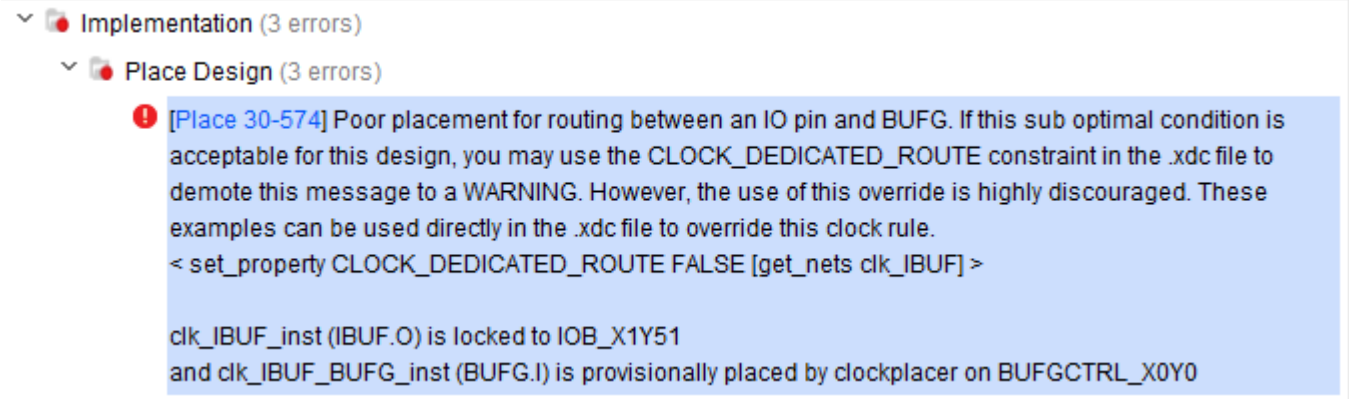 Implementation (3 errors)
Place Design (3 errors)
[Place 30-574] Poor placement for routing between an IO pin and BUFG. If this sub optimal condition is
acceptable for this design, you may use the CLOCK_DEDICATED_ROUTE constraint in the .xdc file to
demote this message to a WARNING. However, the use of this override is highly discouraged. These
examples can be used directly in the .xdc file to override this clock rule.
< set_property CLOCK_DEDICATED_ROUTE FALSE [get_nets clk_IBUF] >
clk_IBUF_inst (IBUF.O) is locked to IOB_X1Y51
and clk_IBUF_BUFG_inst (BUFG.I) is provisionally placed by clockplacer on BUFGCTRL_X0Y0